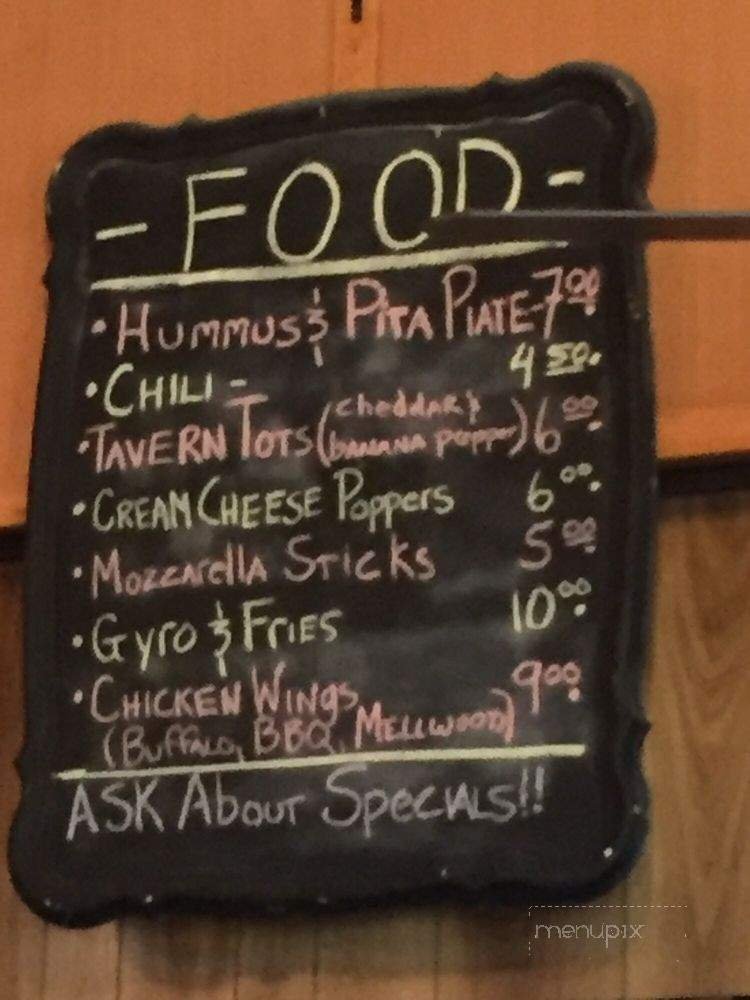 - FOOD -
• Hummus & Pita Plate - 7.00
• Chili - 4.50
• Tavern Tots (cheddar & banana pepper) 6.00
• Cream Cheese Poppers 6.00
• Mozzarella Sticks 5.00
• Gyro & Fries 10.00
• Chicken Wings 9.00
(Buffalo, BBQ, Mellwood)
Ask About Specials!!
menupix